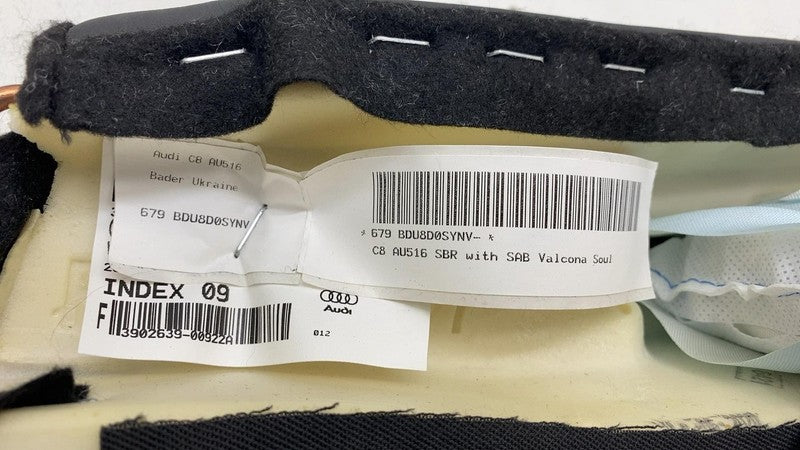 Audi C8 AU516
Bader Ukraine
679 BDU8D0SYNV
* 679 BDU8D0SYNV- *
C8 AU516 SBR with SAB Valcona Soul
INDEX 09
F
3902639-00922A
Audi
012